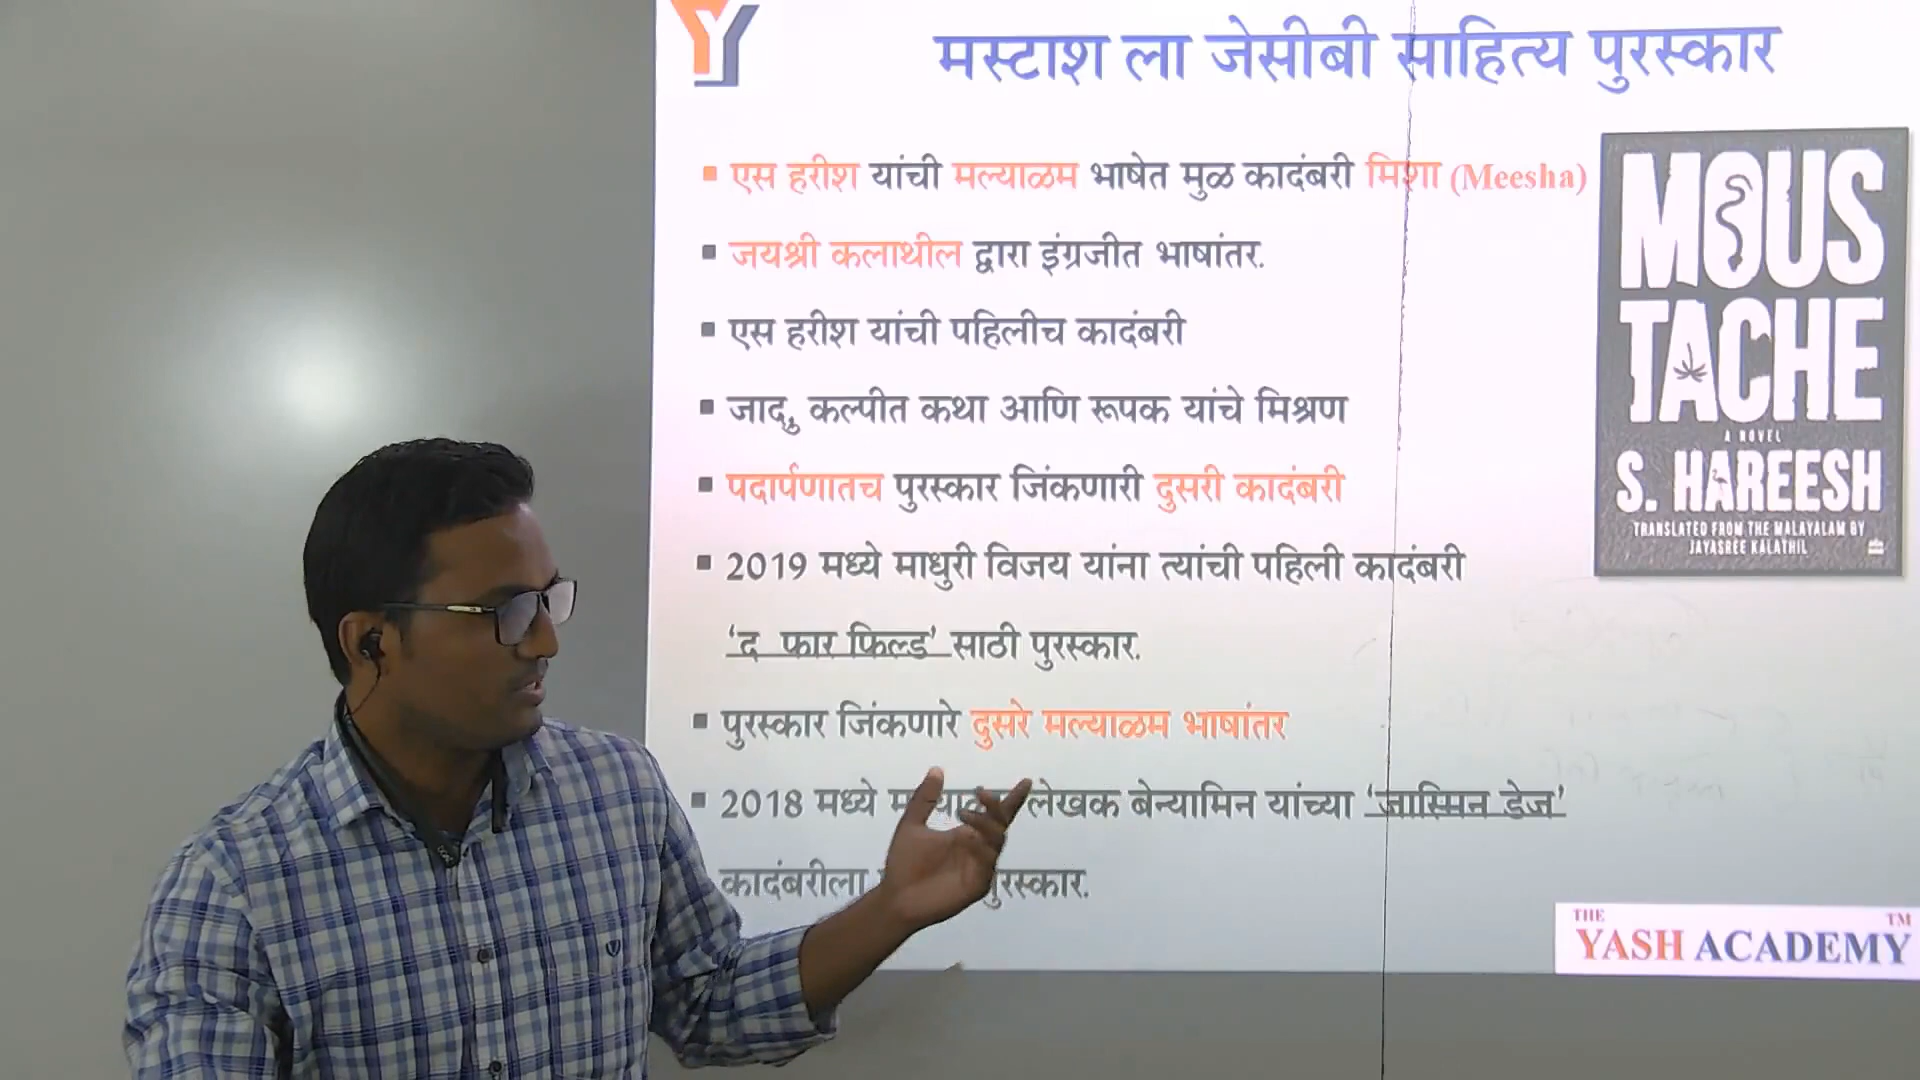 मस्टाश ला जेसीबी साहित्य पुरस्कार
एस हरीश यांची मल्याळम भाषेत मुळ कादंबरी मिशा (Meesha)
जयश्री कलाथील द्वारा इंग्रजीत भाषांतर.
एस हरीश यांची पहिलीच कादंबरी
जादू, कल्पीत कथा आणि रूपक यांचे मिश्रण
पदार्पणातच पुरस्कार जिंकणारी दुसरी कादंबरी
2019 मध्ये माधुरी विजय यांना त्यांची पहिली कादंबरी
‘द फार फिल्ड’ साठी पुरस्कार.
पुरस्कार जिंकणारे दुसरे मल्याळम भाषांतर
2018 मध्ये लेखक बेन्यामिन यांच्या ‘जास्मिन डेज’
कादंबरीला
MOUS
TACHE
A NOVEL
S. HAREESH
TRANSLATED FROM THE MALAYALAM BY
JAYASREE KALATHIL
THE YASH ACADEMY TM